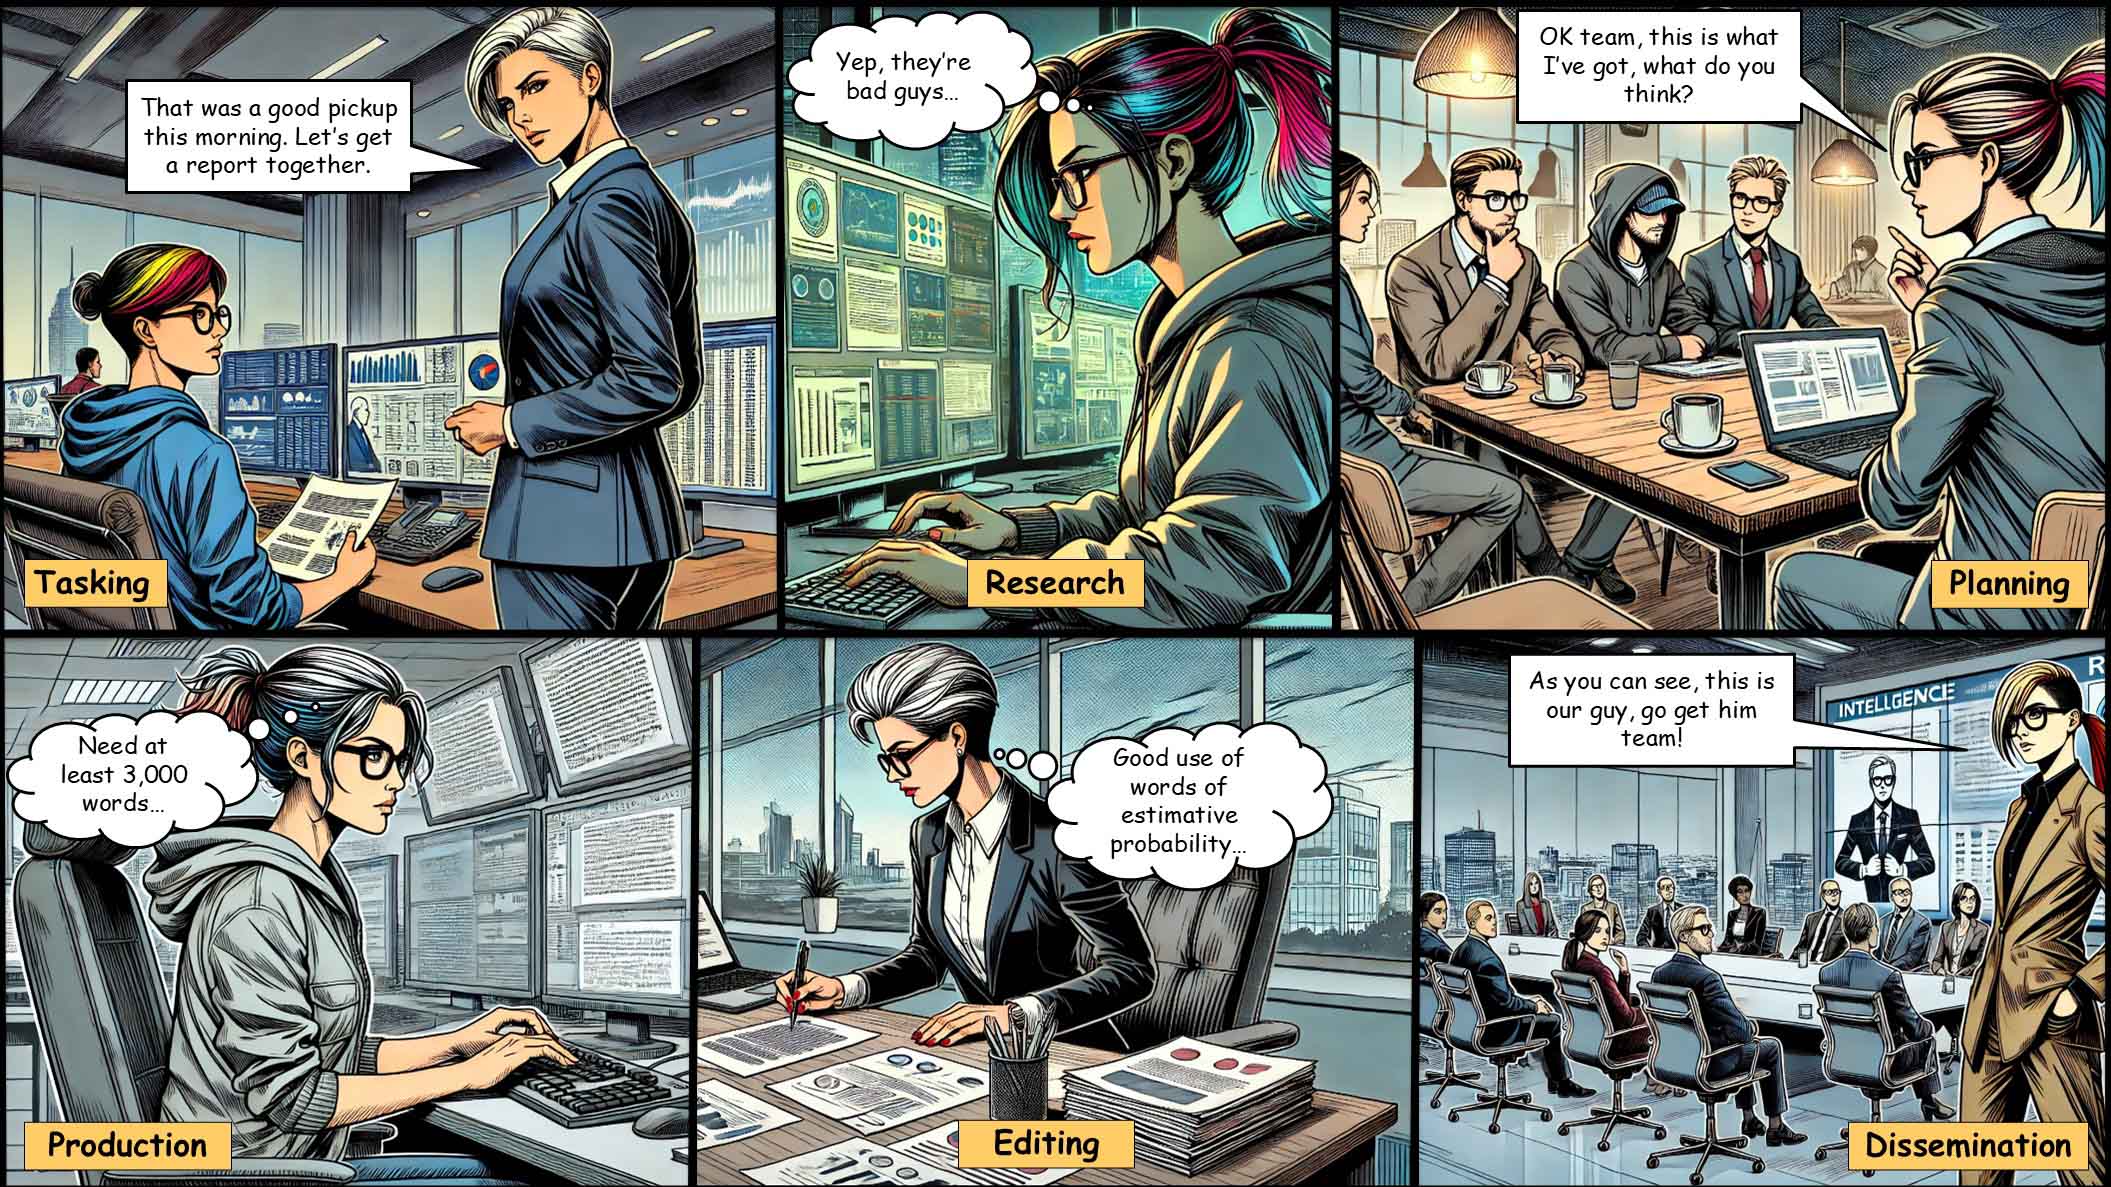 That was a good pickup
this morning. Let's get
a report together.
Tasking
Yep, they're
bad guys...
Research
OK team, this is what
I've got, what do you
think?
Planning
Need at
least 3,000
words...
Production
Good use of
words of
estimative
probability...
Editing
As you can see, this is
our guy, go get him
team!
INTELLGENCE
R
Dissemination